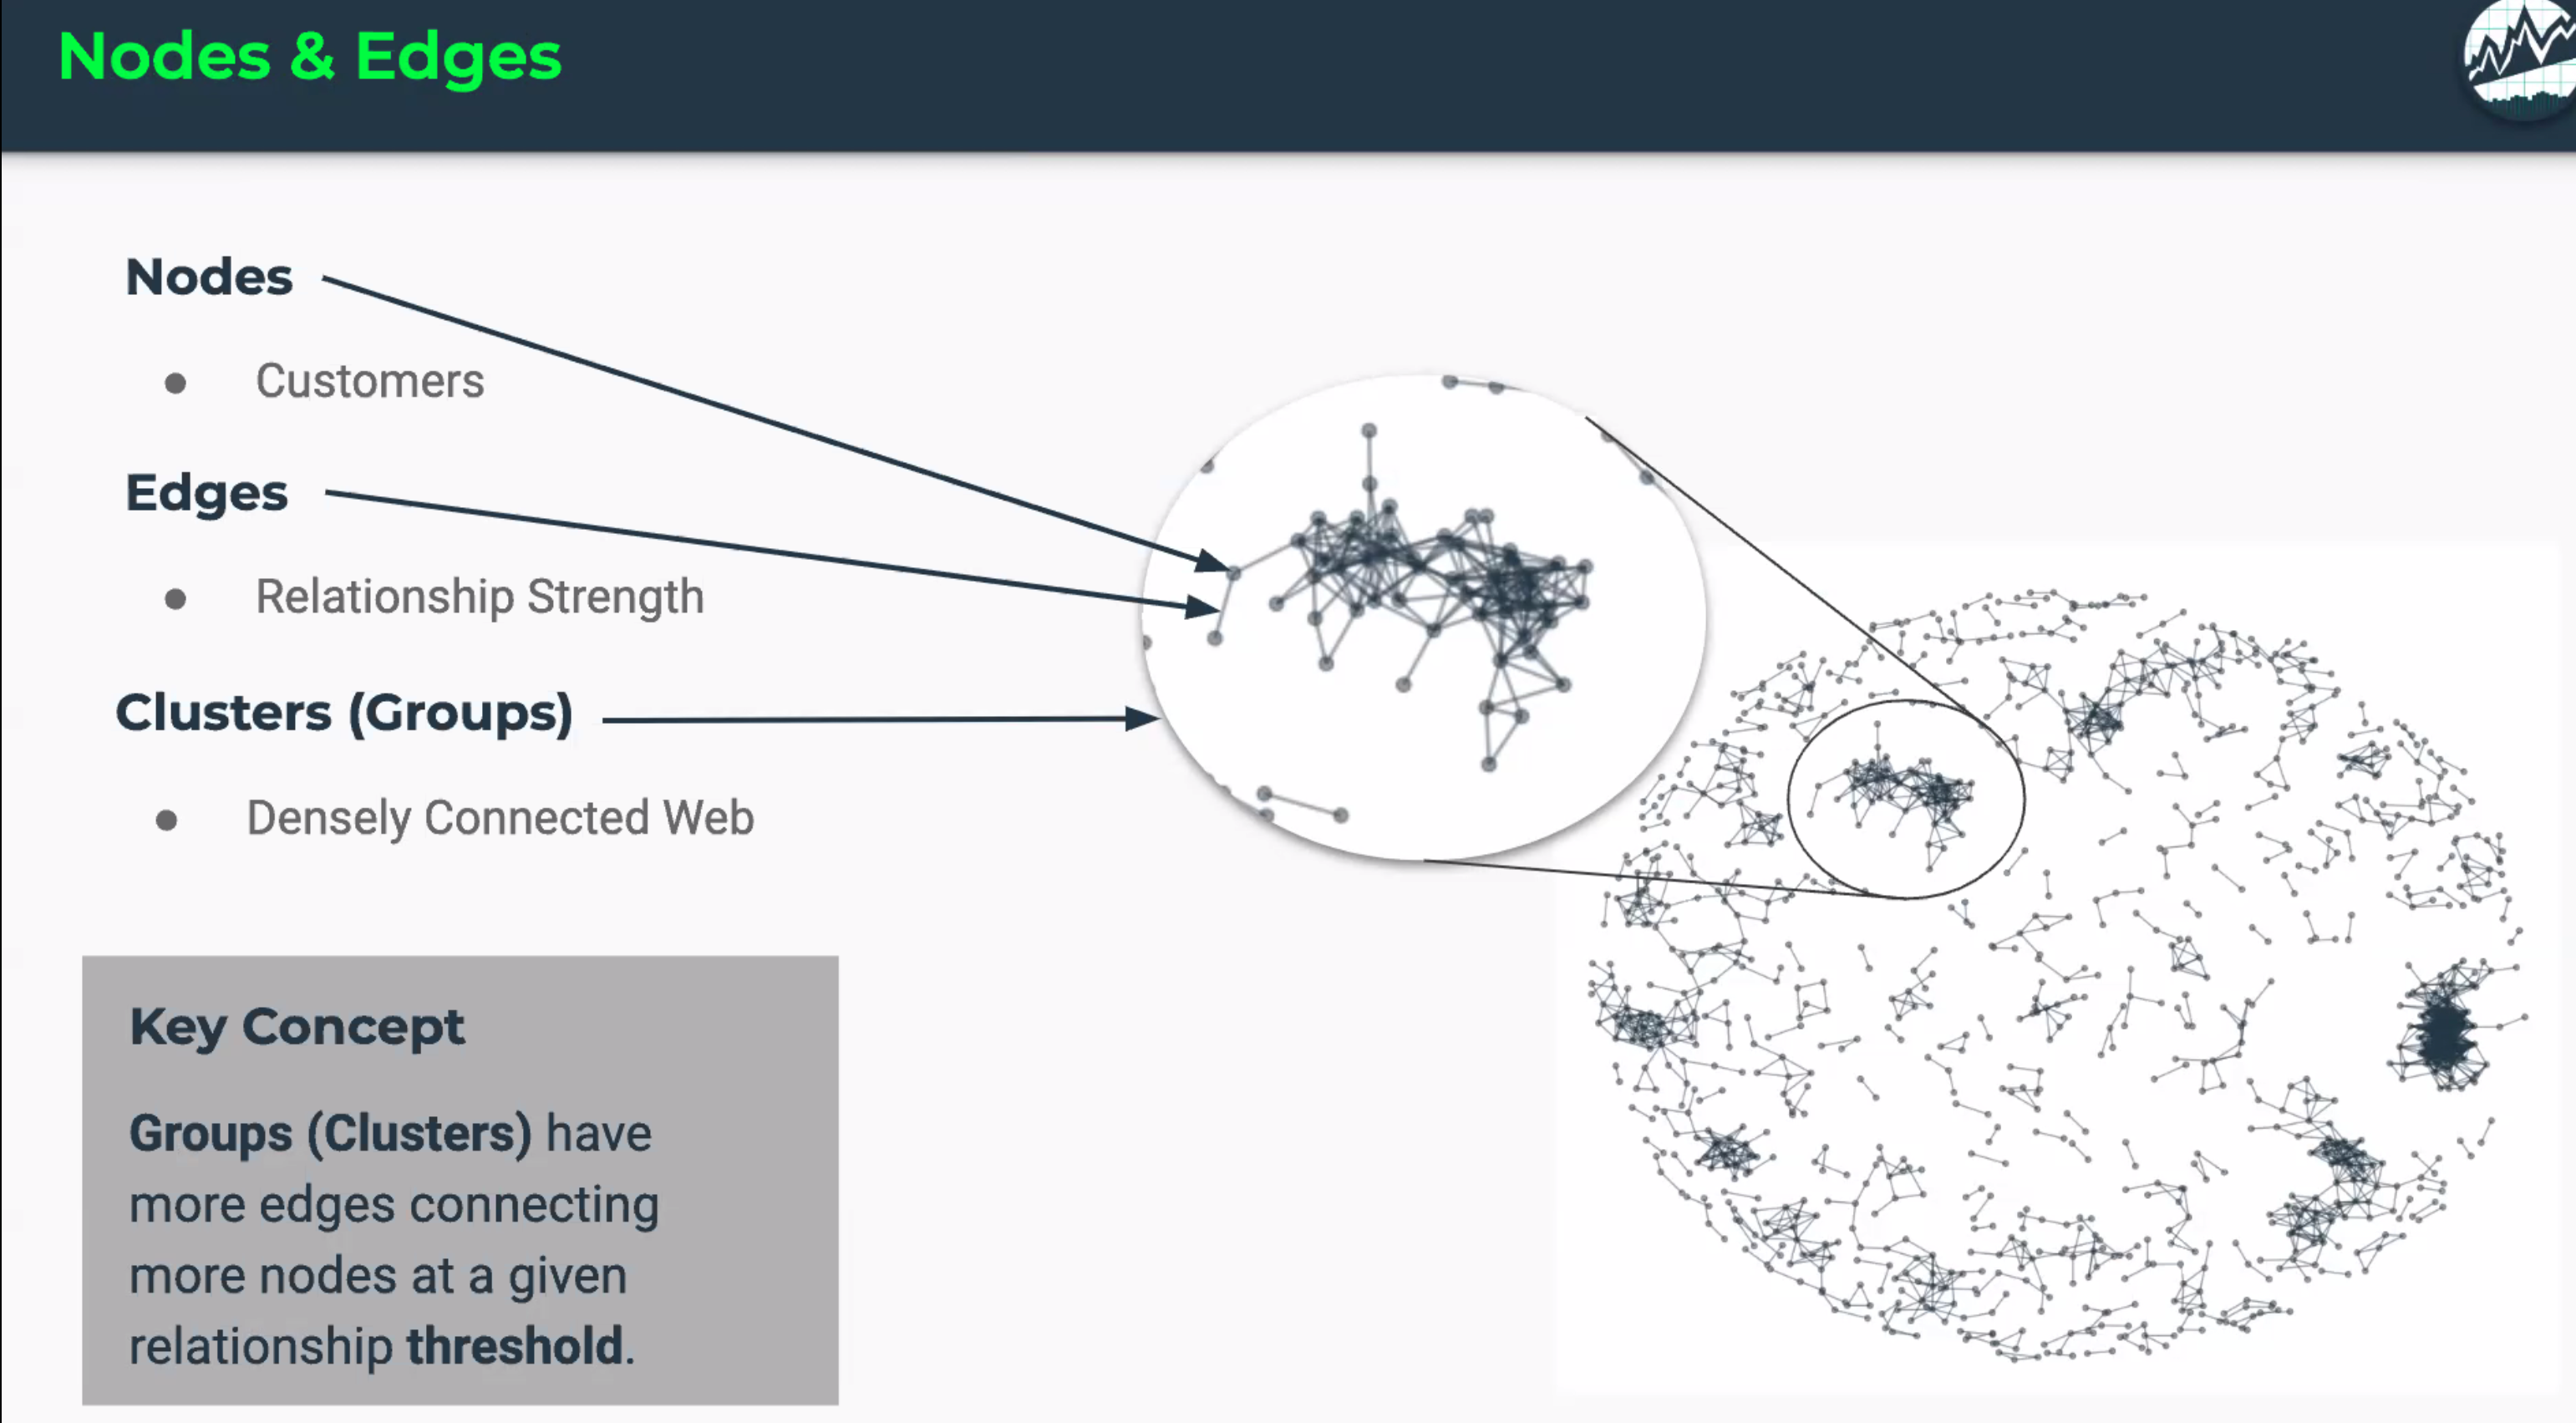 Nodes & Edges
Nodes
● Customers
Edges
● Relationship Strength
Clusters (Groups)
● Densely Connected Web
Key Concept
Groups (Clusters) have
more edges connecting
more nodes at a given
relationship threshold.